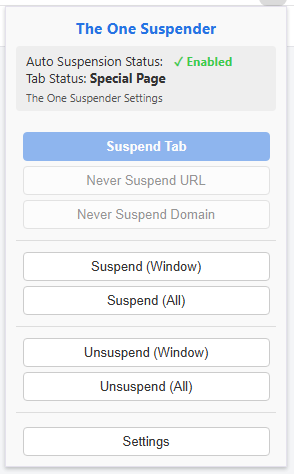 The One Suspender
Auto Suspension Status: ✓ Enabled
Tab Status: Special Page
The One Suspender Settings
Suspend Tab
Never Suspend URL
Never Suspend Domain
Suspend (Window)
Suspend (All)
Unsuspend (Window)
Unsuspend (All)
Settings